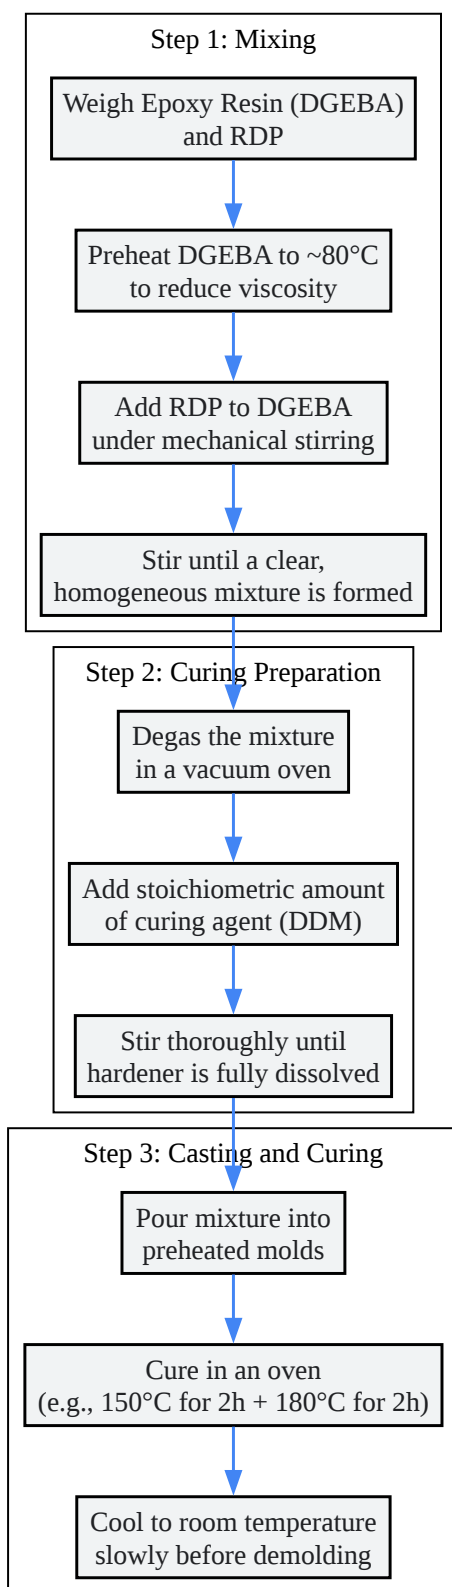 Step 1: Mixing
Weigh Epoxy Resin (DGEBA)
and RDP
Preheat DGEBA to ~80°C
to reduce viscosity
Add RDP to DGEBA
under mechanical stirring
Stir until a clear,
homogeneous mixture is formed
Step 2: Curing Preparation
Degas the mixture
in a vacuum oven
Add stoichiometric amount
of curing agent (DDM)
Stir thoroughly until
hardener is fully dissolved
Step 3: Casting and Curing
Pour mixture into
preheated molds
Cure in an oven
(e.g., 150°C for 2h + 180°C for 2h)
Cool to room temperature
slowly before demolding